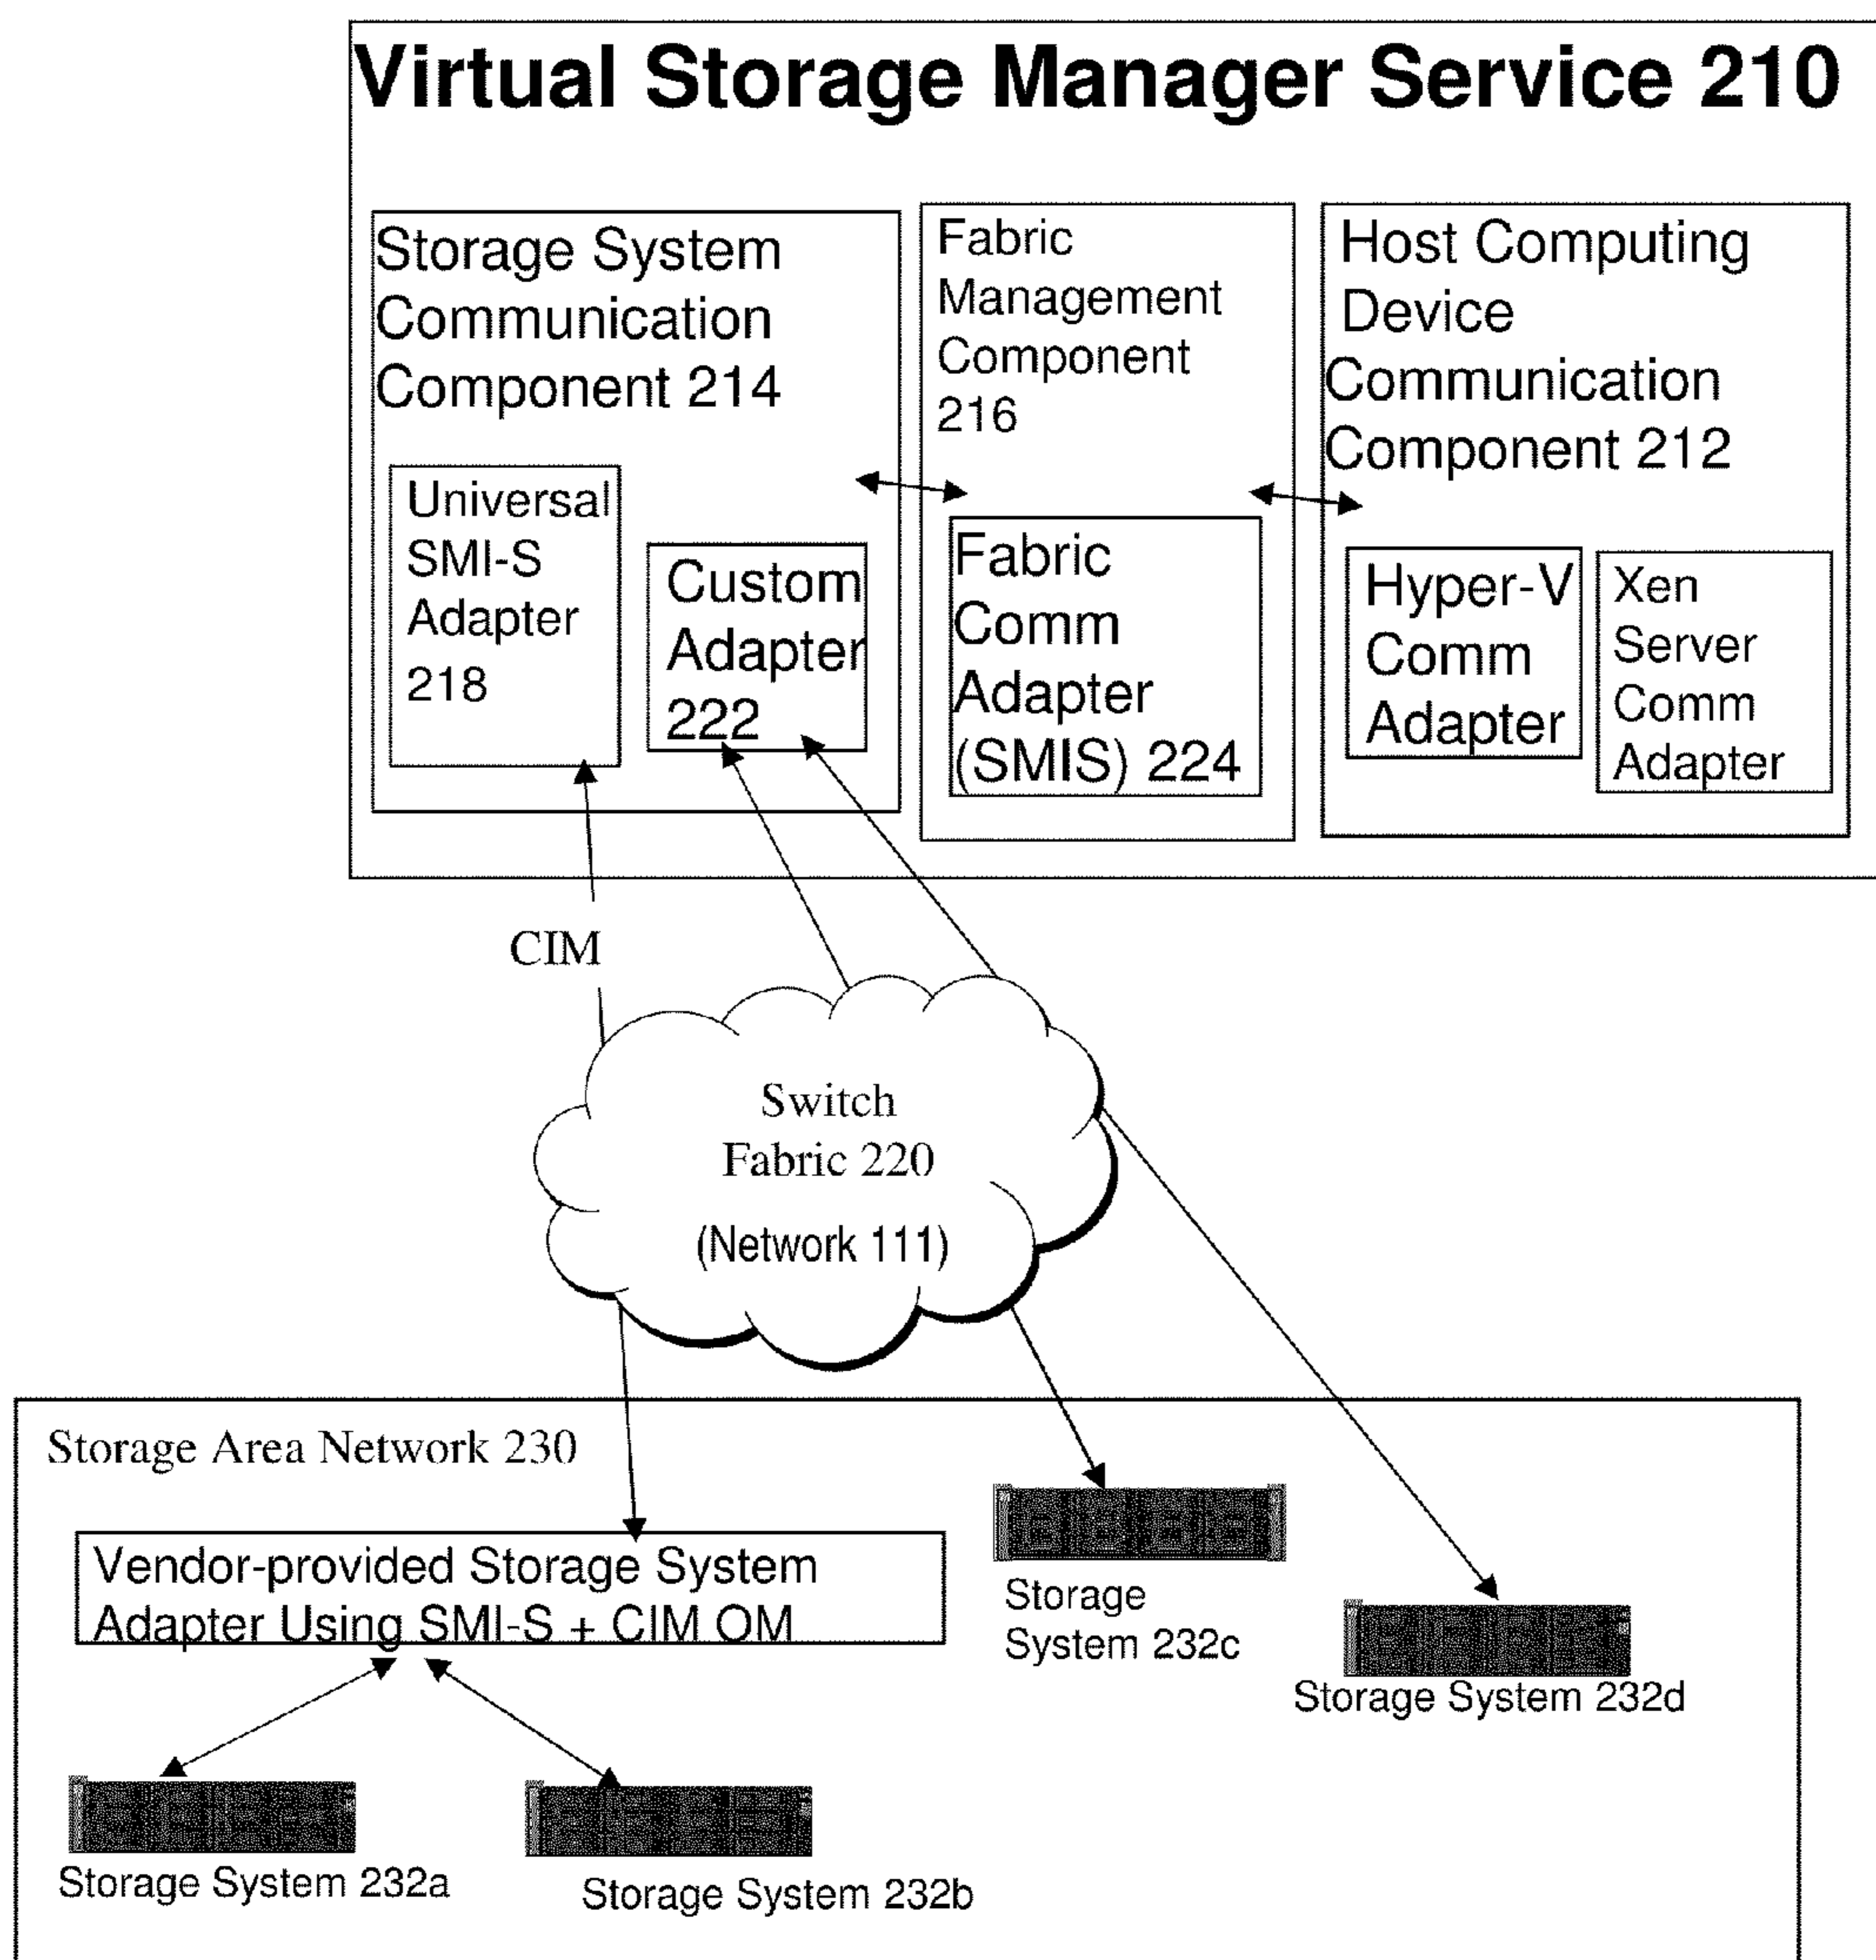 Virtual Storage Manager Service 210
Storage System
Communication
Component 214
Universal
SMI-S
Adapter
218
Custom
Adapter
222
Fabric
Management
Component
216
Fabric
Comm
Adapter
(SMIS) 224
Host Computing
Device
Communication
Component 212
Hyper-V
Comm
Adapter
Xen
Server
Comm
Adapter
CIM
Switch
Fabric 220
(Network 111)
Storage Area Network 230
Vendor-provided Storage System
Adapter Using SMI-S + CIM OM
Storage
System 232c
Storage System 232d
Storage System 232a
Storage System 232b